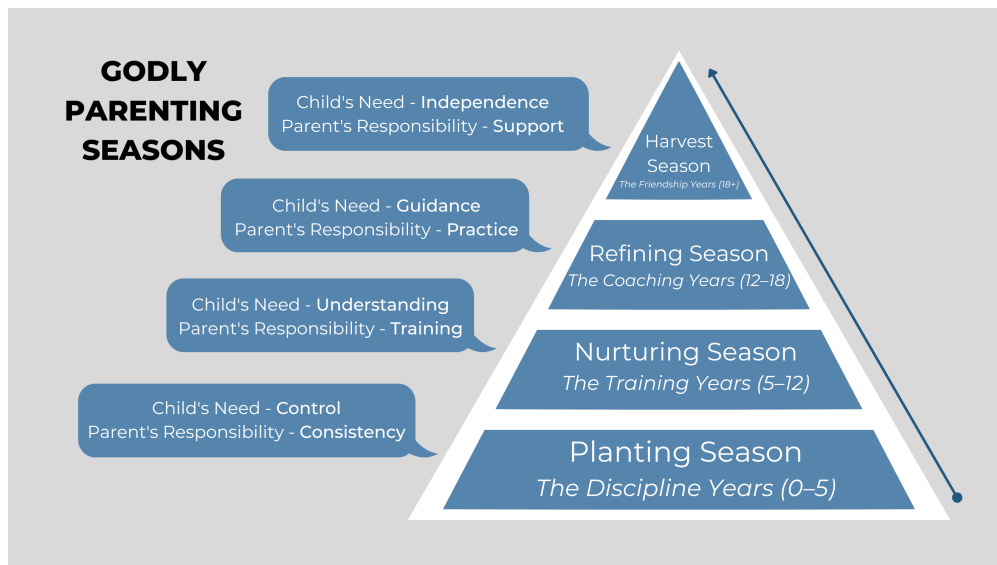 GODLY
PARENTING
SEASONS
Child's Need - Independence
Parent's Responsibility - Support
Harvest
Season
The Friendship Years (18+)
Child's Need - Guidance
Parent's Responsibility - Practice
Refining Season
The Coaching Years (12–18)
Child's Need - Understanding
Parent's Responsibility - Training
Nurturing Season
The Training Years (5–12)
Child's Need - Control
Parent's Responsibility - Consistency
Planting Season
The Discipline Years (0–5)